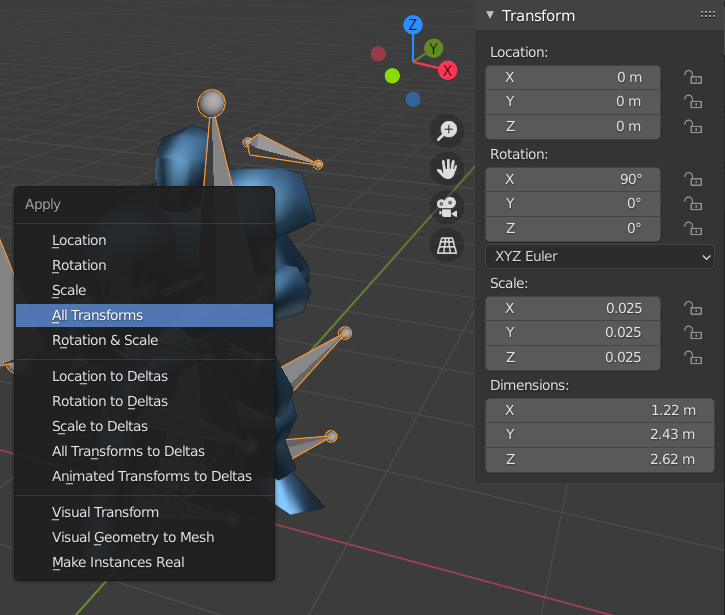 Z
Y
X
Apply
Location
Rotation
Scale
All Transforms
Rotation & Scale
Location to Deltas
Rotation to Deltas
Scale to Deltas
All Transforms to Deltas
Animated Transforms to Deltas
Visual Transform
Visual Geometry to Mesh
Make Instances Real
Transform
Location:
X 0 m
Y 0 m
Z 0 m
Rotation:
X 90°
Y 0°
Z 0°
XYZ Euler
Scale:
X 0.025
Y 0.025
Z 0.025
Dimensions:
X 1.22 m
Y 2.43 m
Z 2.62 m